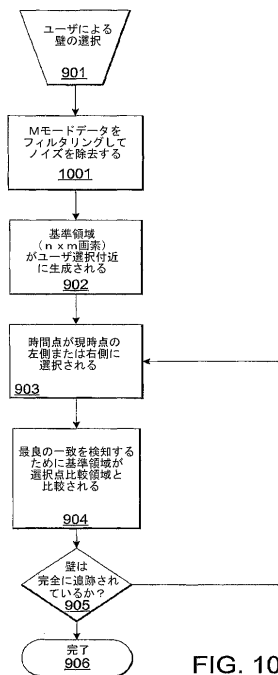 ユーザによる
壁の選択
901
Mモードデータを
フィルタリングして
ノイズを除去する
1001
基準領域
(n x m画素)
がユーザ選択付近
に生成される
902
時間点が現時点の
左側または右側に
選択される
903
最良の一致を検知する
ために基準領域が
選択点比較領域と
比較される
904
壁は
完全に追跡され
ているか?
905
完了
906
FIG. 10